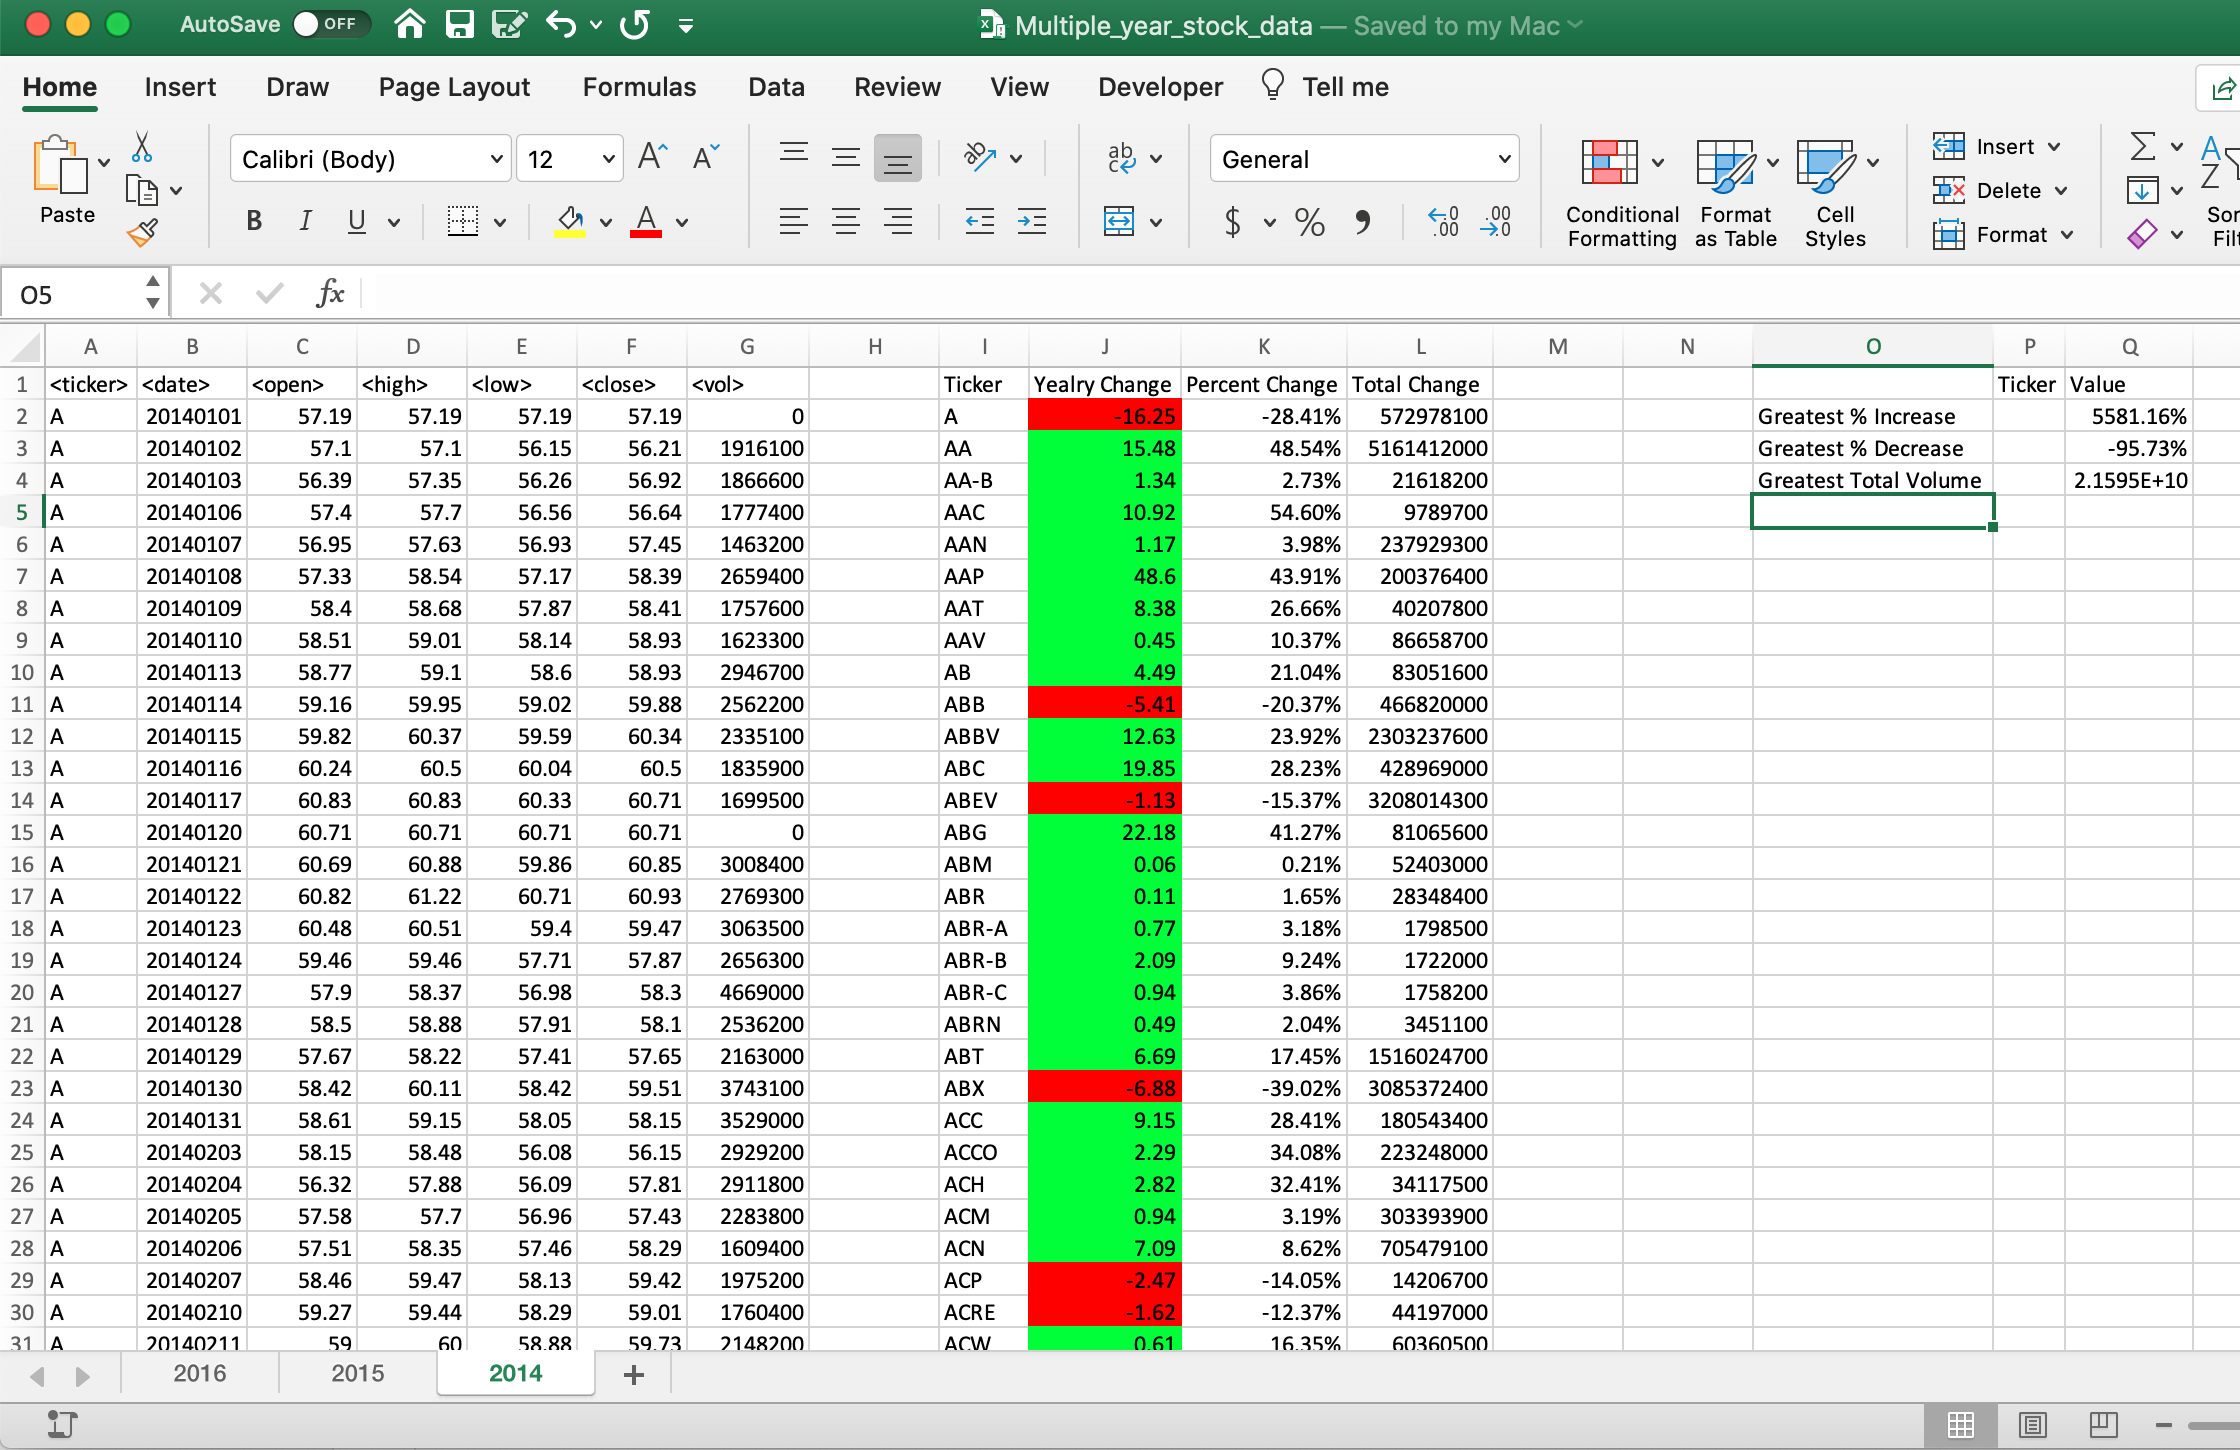 AutoSave OFF Multiple_year_stock_data — Saved to my Mac
Home Insert Draw Page Layout Formulas Data Review View Developer Tell me
Paste Calibri (Body) 12 General Conditional Formatting Format as Table Cell Styles Insert Delete Format
O5 fx
A B C D E F G H I J K L M N O P Q
1 <ticker> <date> <open> <high> <low> <close> <vol> Ticker Yealry Change Percent Change Total Change Ticker Value
2 A 20140101 57.19 57.19 57.19 57.19 0 A -16.25 -28.41% 572978100 Greatest % Increase 5581.16%
3 A 20140102 57.1 57.1 56.15 56.21 1916100 AA 15.48 48.54% 5161412000 Greatest % Decrease -95.73%
4 A 20140103 56.39 57.35 56.26 56.92 1866600 AA-B 1.34 2.73% 21618200 Greatest Total Volume 2.1595E+10
5 A 20140106 57.4 57.7 56.56 56.64 1777400 AAC 10.92 54.60% 9789700
6 A 20140107 56.95 57.63 56.93 57.45 1463200 AAN 1.17 3.98% 237929300
7 A 20140108 57.33 58.54 57.17 58.39 2659400 AAP 48.6 43.91% 200376400
8 A 20140109 58.4 58.68 57.87 58.41 1757600 AAT 8.38 26.66% 40207800
9 A 20140110 58.51 59.01 58.14 58.93 1623300 AAV 0.45 10.37% 86658700
10 A 20140113 58.77 59.1 58.6 58.93 2946700 AB 4.49 21.04% 83051600
11 A 20140114 59.16 59.95 59.02 59.88 2562200 ABB -5.41 -20.37% 466820000
12 A 20140115 59.82 60.37 59.59 60.34 2335100 ABBV 12.63 23.92% 2303237600
13 A 20140116 60.24 60.5 60.04 60.5 1835900 ABC 19.85 28.23% 428969000
14 A 20140117 60.83 60.83 60.33 60.71 1699500 ABEV -1.13 -15.37% 3208014300
15 A 20140120 60.71 60.71 60.71 60.71 0 ABG 22.18 41.27% 81065600
16 A 20140121 60.69 60.88 59.86 60.85 3008400 ABM 0.06 0.21% 52403000
17 A 20140122 60.82 61.22 60.71 60.93 2769300 ABR 0.11 1.65% 28348400
18 A 20140123 60.48 60.51 59.4 59.47 3063500 ABR-A 0.77 3.18% 1798500
19 A 20140124 59.46 59.46 57.71 57.87 2656300 ABR-B 2.09 9.24% 1722000
20 A 20140127 57.9 58.37 56.98 58.3 4669000 ABR-C 0.94 3.86% 1758200
21 A 20140128 58.5 58.88 57.91 58.1 2536200 ABRN 0.49 2.04% 3451100
22 A 20140129 57.67 58.22 57.41 57.65 2163000 ABT 6.69 17.45% 1516024700
23 A 20140130 58.42 60.11 58.42 59.51 3743100 ABX -6.88 -39.02% 3085372400
24 A 20140131 58.61 59.15 58.05 58.15 3529000 ACC 9.15 28.41% 180543400
25 A 20140203 58.15 58.48 56.08 56.15 2929200 ACCO 2.29 34.08% 223248000
26 A 20140204 56.32 57.88 56.09 57.81 2911800 ACH 2.82 32.41% 34117500
27 A 20140205 57.58 57.7 56.96 57.43 2283800 ACM 0.94 3.19% 303393900
28 A 20140206 57.51 58.35 57.46 58.29 1609400 ACN 7.09 8.62% 705479100
29 A 20140207 58.46 59.47 58.13 59.42 1975200 ACP -2.47 -14.05% 14206700
30 A 20140210 59.27 59.44 58.29 59.01 1760400 ACRE -1.62 -12.37% 44197000
31 A 20140211 59 60 58.88 59.73 2148200 ACW 0.61 16.35% 60360500
2016 2015 2014